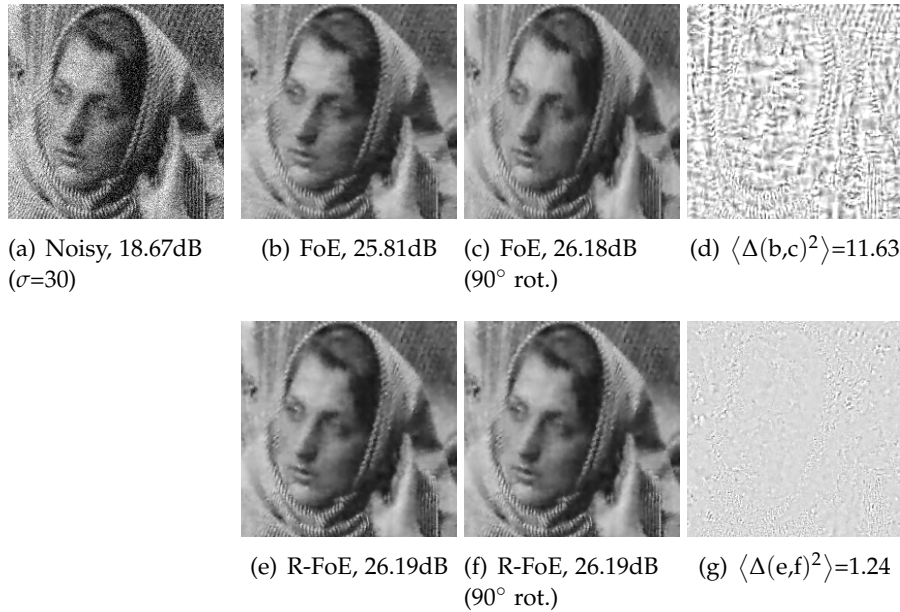 (a) Noisy, 18.67dB
(σ=30)
(b) FoE, 25.81dB
(c) FoE, 26.18dB
(90° rot.)
(d) ⟨Δ(b,c)²⟩=11.63
(e) R-FoE, 26.19dB
(f) R-FoE, 26.19dB
(90° rot.)
(g) ⟨Δ(e,f)²⟩=1.24